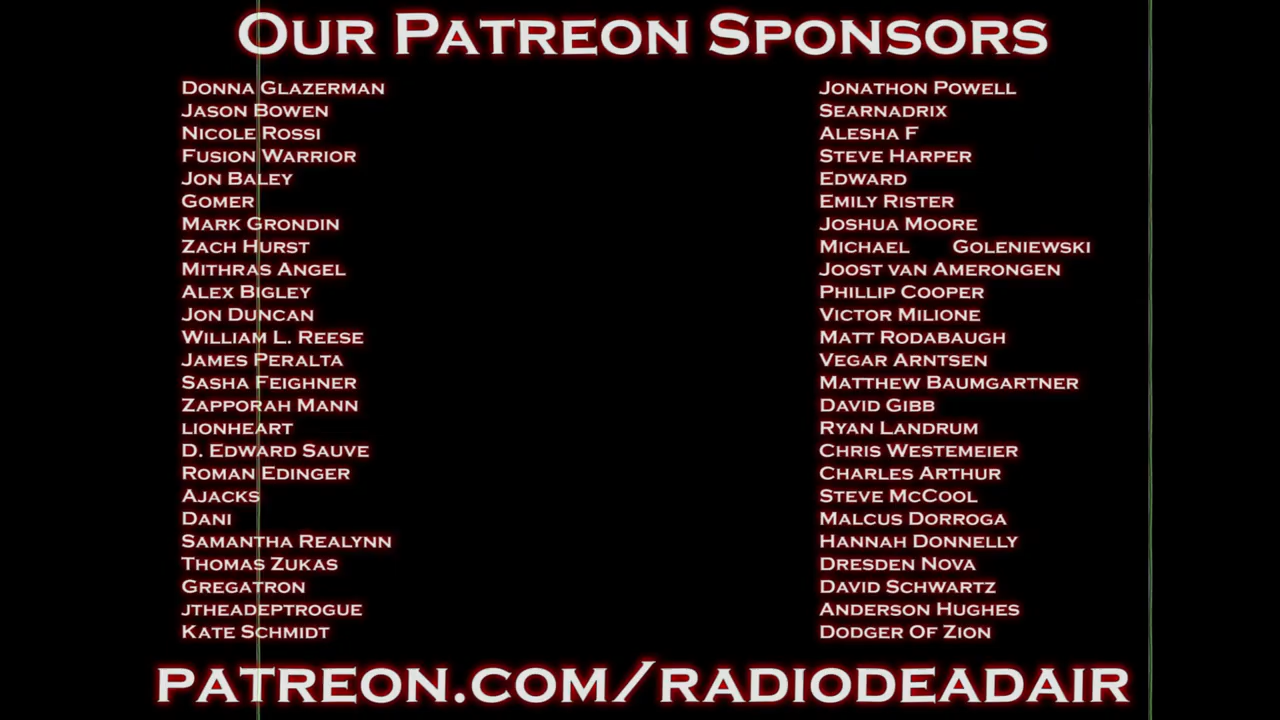 Our Patreon Sponsors
Donna Glazerman
Jason Bowen
Nicole Rossi
Fusion Warrior
Jon Baley
Gomer
Mark Grondin
Zach Hurst
Mithras Angel
Alex Bigley
Jon Duncan
William L. Reese
James Peralta
Sasha Feighner
Zapporah Mann
lionheart
D. Edward Sauve
Roman Edinger
Ajacks
Dani
Samantha Realynn
Thomas Zukas
Gregatron
jtheadeptrogue
Kate Schmidt
Jonathon Powell
Searnadrix
Alesha F
Steve Harper
Edward
Emily Rister
Joshua Moore
Michael Goleniewski
Joost van Amerongen
Phillip Cooper
Victor Milione
Matt Rodabaugh
Vegar Arntsen
Matthew Baumgartner
David Gibb
Ryan Landrum
Chris Westemeier
Charles Arthur
Steve McCool
Malcus Dorroga
Hannah Donnelly
Dresden Nova
David Schwartz
Anderson Hughes
Dodger Of Zion
patreon.com/radiodeadair